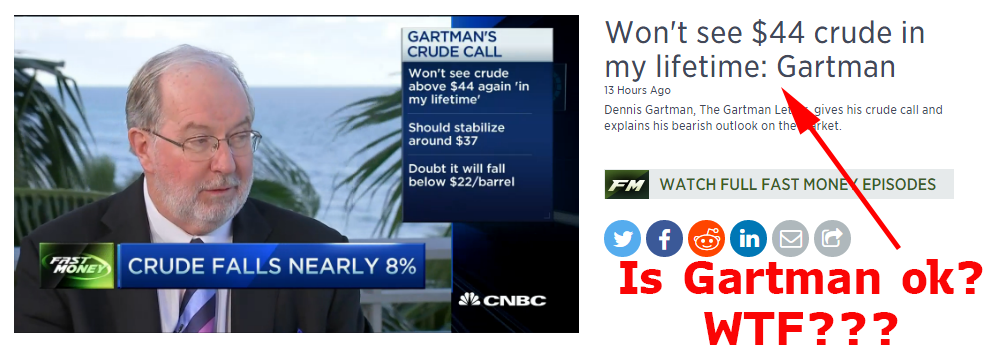 GARTMAN'S
CRUDE CALL
Won't see crude
above $44 again 'in
my lifetime'
Should stabilize
around $37
Doubt it will fall
below $22/barrel
FAST
MONEY
CRUDE FALLS NEARLY 8%
CNBC
Won't see $44 crude in
my lifetime: Gartman
13 Hours Ago
Dennis Gartman, The Gartman gives his crude call and
explains his bearish outlook on the
FM WATCH FULL FAST MONEY EPISODES
f in
Is Gartman ok?
WTF???